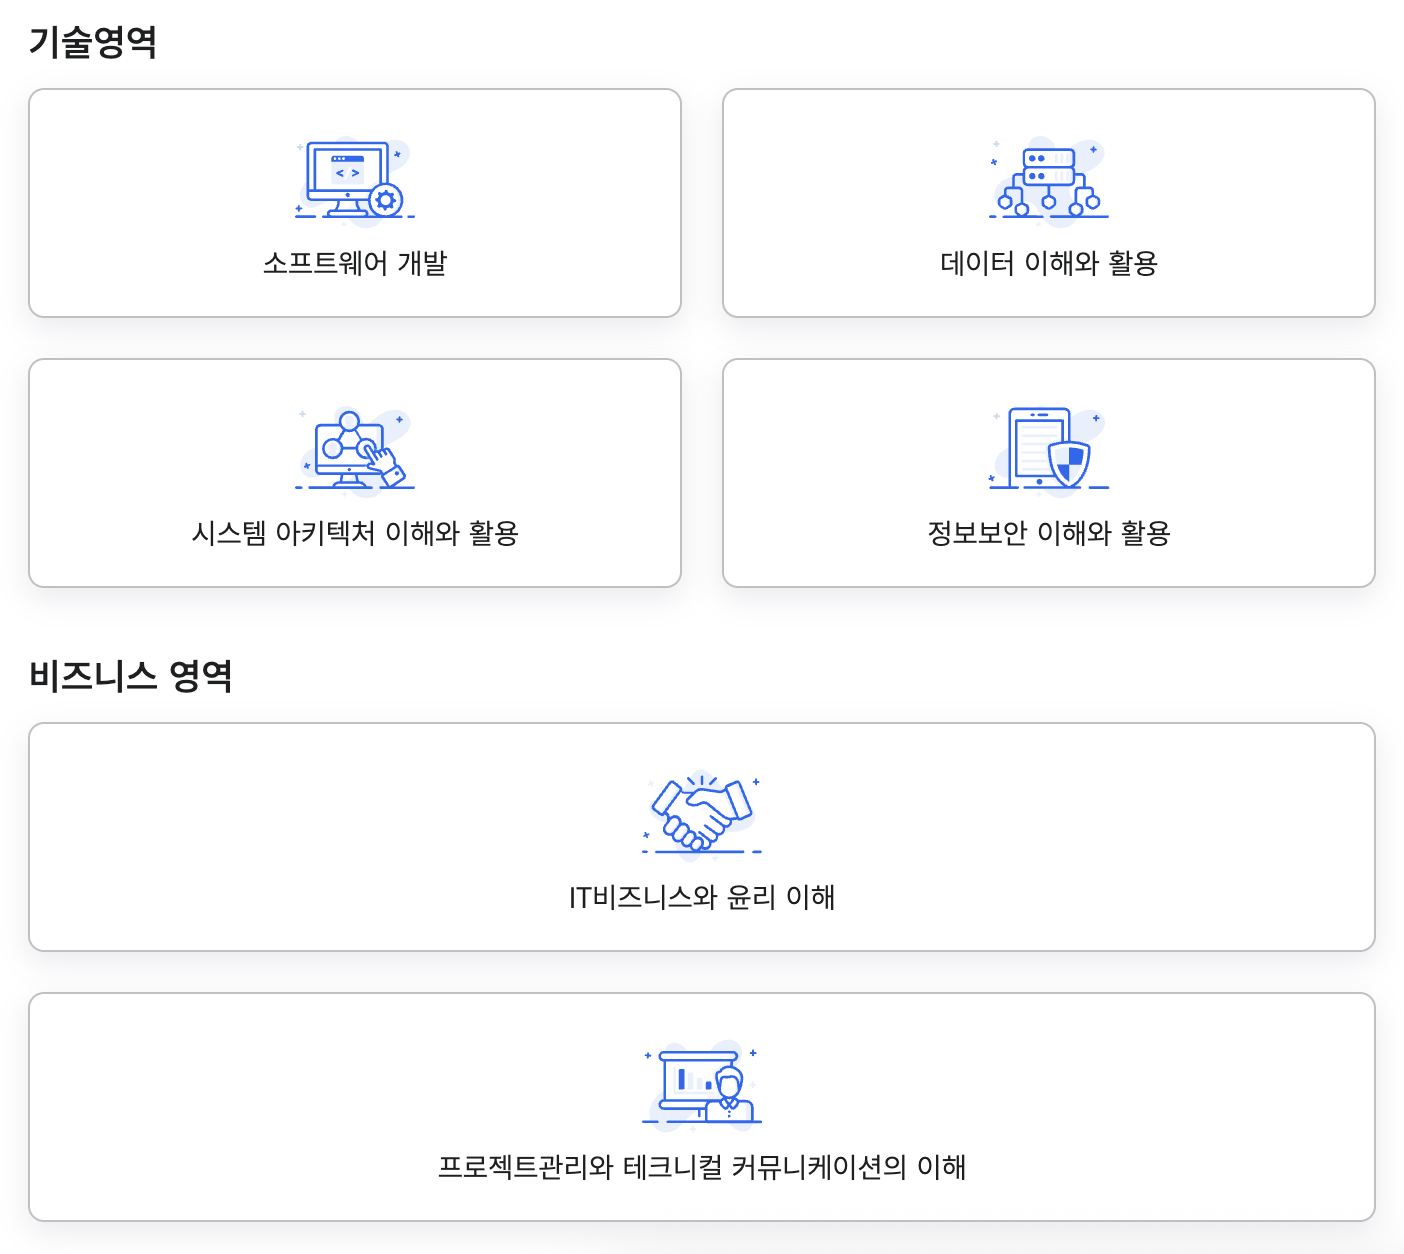 기술영역
소프트웨어 개발
데이터 이해와 활용
시스템 아키텍처 이해와 활용
정보보안 이해와 활용
비즈니스 영역
IT비즈니스와 윤리 이해
프로젝트관리와 테크니컬 커뮤니케이션의 이해